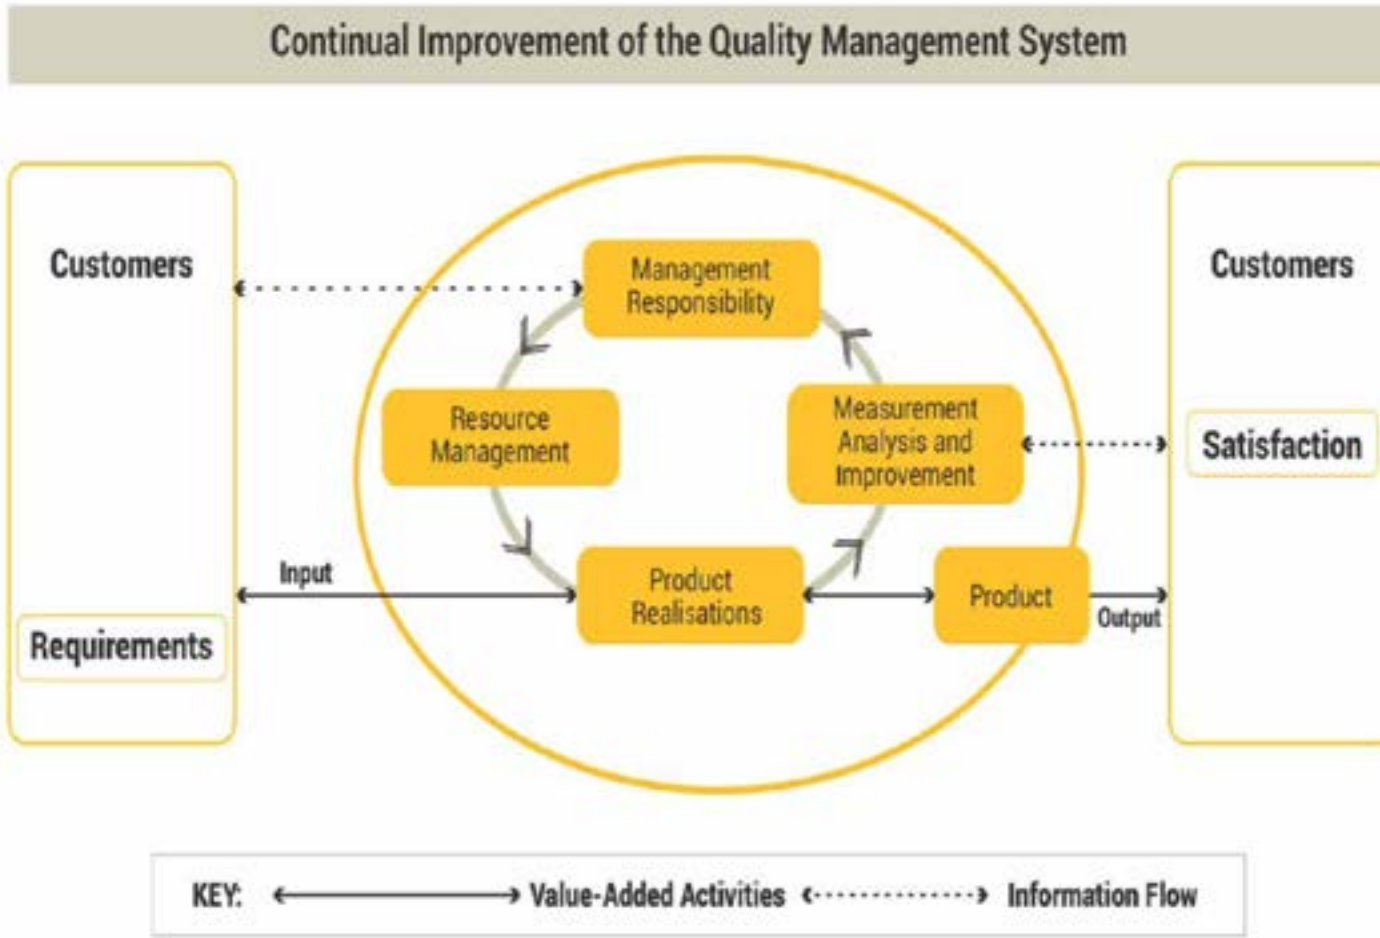 Continual Improvement of the Quality Management System
Customers
Requirements
Management
Responsibility
Resource
Management
Measurement
Analysis and
Improvement
Input
Product
Realisations
Product
Output
Customers
Satisfaction
KEY:
Value-Added Activities
Information Flow